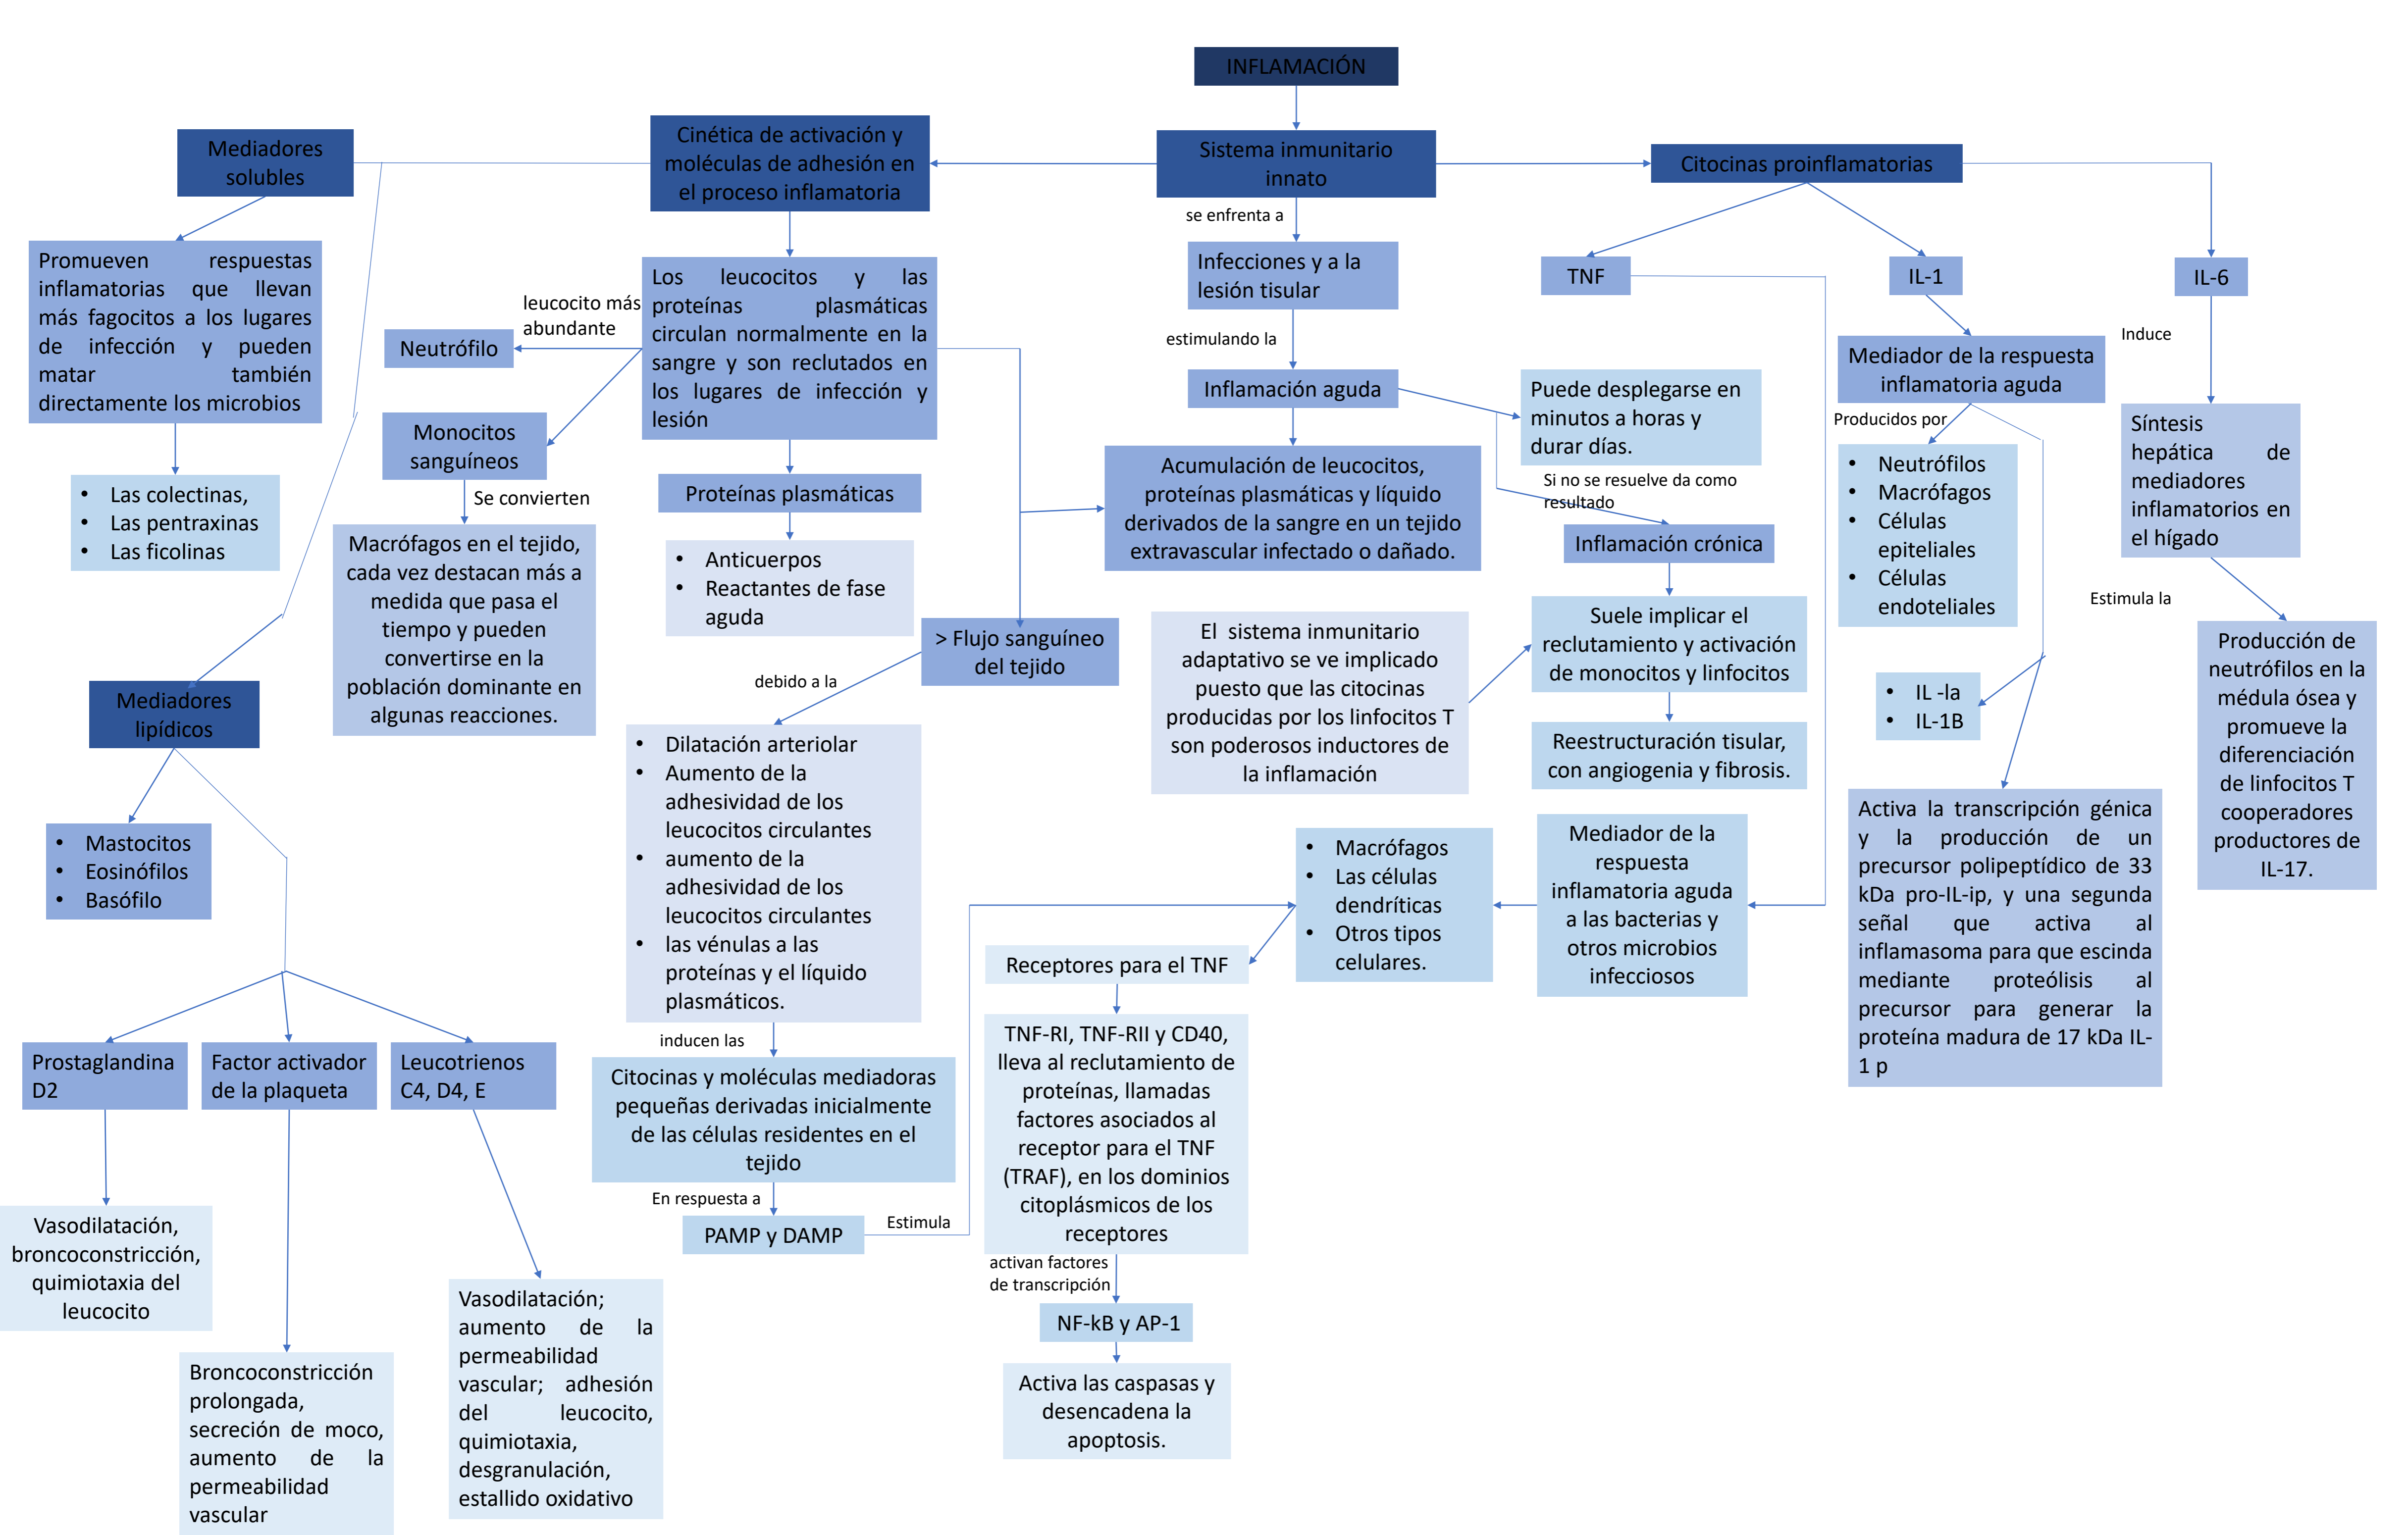 INFLAMACIÓN
Mediadores
solubles
Cinética de activación y
moléculas de adhesión en
el proceso inflamatoria
Sistema inmunitario
innato
Citocinas proinflamatorias
se enfrenta a
Promueven respuestas
inflamatorias que llevan
más fagocitos a los lugares
de infección y pueden
matar también
directamente los microbios
Las colectinas,
Las pentraxinas
Las ficolinas
leucocito más
abundante
Neutrófilo
Monocitos
sanguíneos
Se convierten
Macrófagos en el tejido,
cada vez destacan más a
medida que pasa el
tiempo y pueden
convertirse en la
población dominante en
algunas reacciones.
Los leucocitos y las
proteínas plasmáticas
circulan normalmente en la
sangre y son reclutados en
los lugares de infección y
lesión
Proteínas plasmáticas
Anticuerpos
Reactantes de fase
aguda
> Flujo sanguíneo
del tejido
debido a la
Dilatación arteriolar
Aumento de la
adhesividad de los
leucocitos circulantes
aumento de la
adhesividad de los
leucocitos circulantes
las vénulas a las
proteínas y el líquido
plasmáticos.
inducen las
Citocinas y moléculas mediadoras
pequeñas derivadas inicialmente
de las células residentes en el
tejido
En respuesta a
PAMP y DAMP
Estimula
Infecciones y a la
lesión tisular
estimulando la
Inflamación aguda
Puede desplegarse en
minutos a horas y
durar días.
Acumulación de leucocitos,
proteínas plasmáticas y líquido
derivados de la sangre en un tejido
extravascular infectado o dañado.
Si no se resuelve da como
resultado
Inflamación crónica
Suele implicar el
reclutamiento y activación
de monocitos y linfocitos
El sistema inmunitario
adaptativo se ve implicado
puesto que las citocinas
producidas por los linfocitos T
son poderosos inductores de
la inflamación
Reestructuración tisular,
con angiogenia y fibrosis.
TNF
IL-1
IL-6
Mediador de la respuesta
inflamatoria aguda
Producidos por
Neutrófilos
Macrófagos
Células
epiteliales
Células
endoteliales
IL -la
IL-1B
Activa la transcripción génica
y la producción de un
precursor polipeptídico de 33
kDa pro-IL-ip, y una segunda
señal que activa al
inflamasoma para que escinda
mediante proteólisis al
precursor para generar la
proteína madura de 17 kDa IL-
1 p
Induce
Síntesis
hepática de
mediadores
inflamatorios en
el hígado
Estimula la
Producción de
neutrófilos en la
médula ósea y
promueve la
diferenciación
de linfocitos T
cooperadores
productores de
IL-17.
Mediador de la
respuesta
inflamatoria aguda
a las bacterias y
otros microbios
infecciosos
Macrófagos
Las células
dendríticas
Otros tipos
celulares.
Receptores para el TNF
TNF-RI, TNF-RII y CD40,
lleva al reclutamiento de
proteínas, llamadas
factores asociados al
receptor para el TNF
(TRAF), en los dominios
citoplásmicos de los
receptores
activan factores
de transcripción
NF-kB y AP-1
Activa las caspasas y
desencadena la
apoptosis.
Mediadores
lipídicos
Mastocitos
Eosinófilos
Basófilo
Prostaglandina
D2
Factor activador
de la plaqueta
Leucotrienos
C4, D4, E
Vasodilatación,
broncoconstricción,
quimiotaxia del
leucocito
Broncoconstricción
prolongada,
secreción de moco,
aumento de la
permeabilidad
vascular
Vasodilatación;
aumento de la
permeabilidad
vascular; adhesión
del leucocito,
quimiotaxia,
desgranulación,
estallido oxidativo